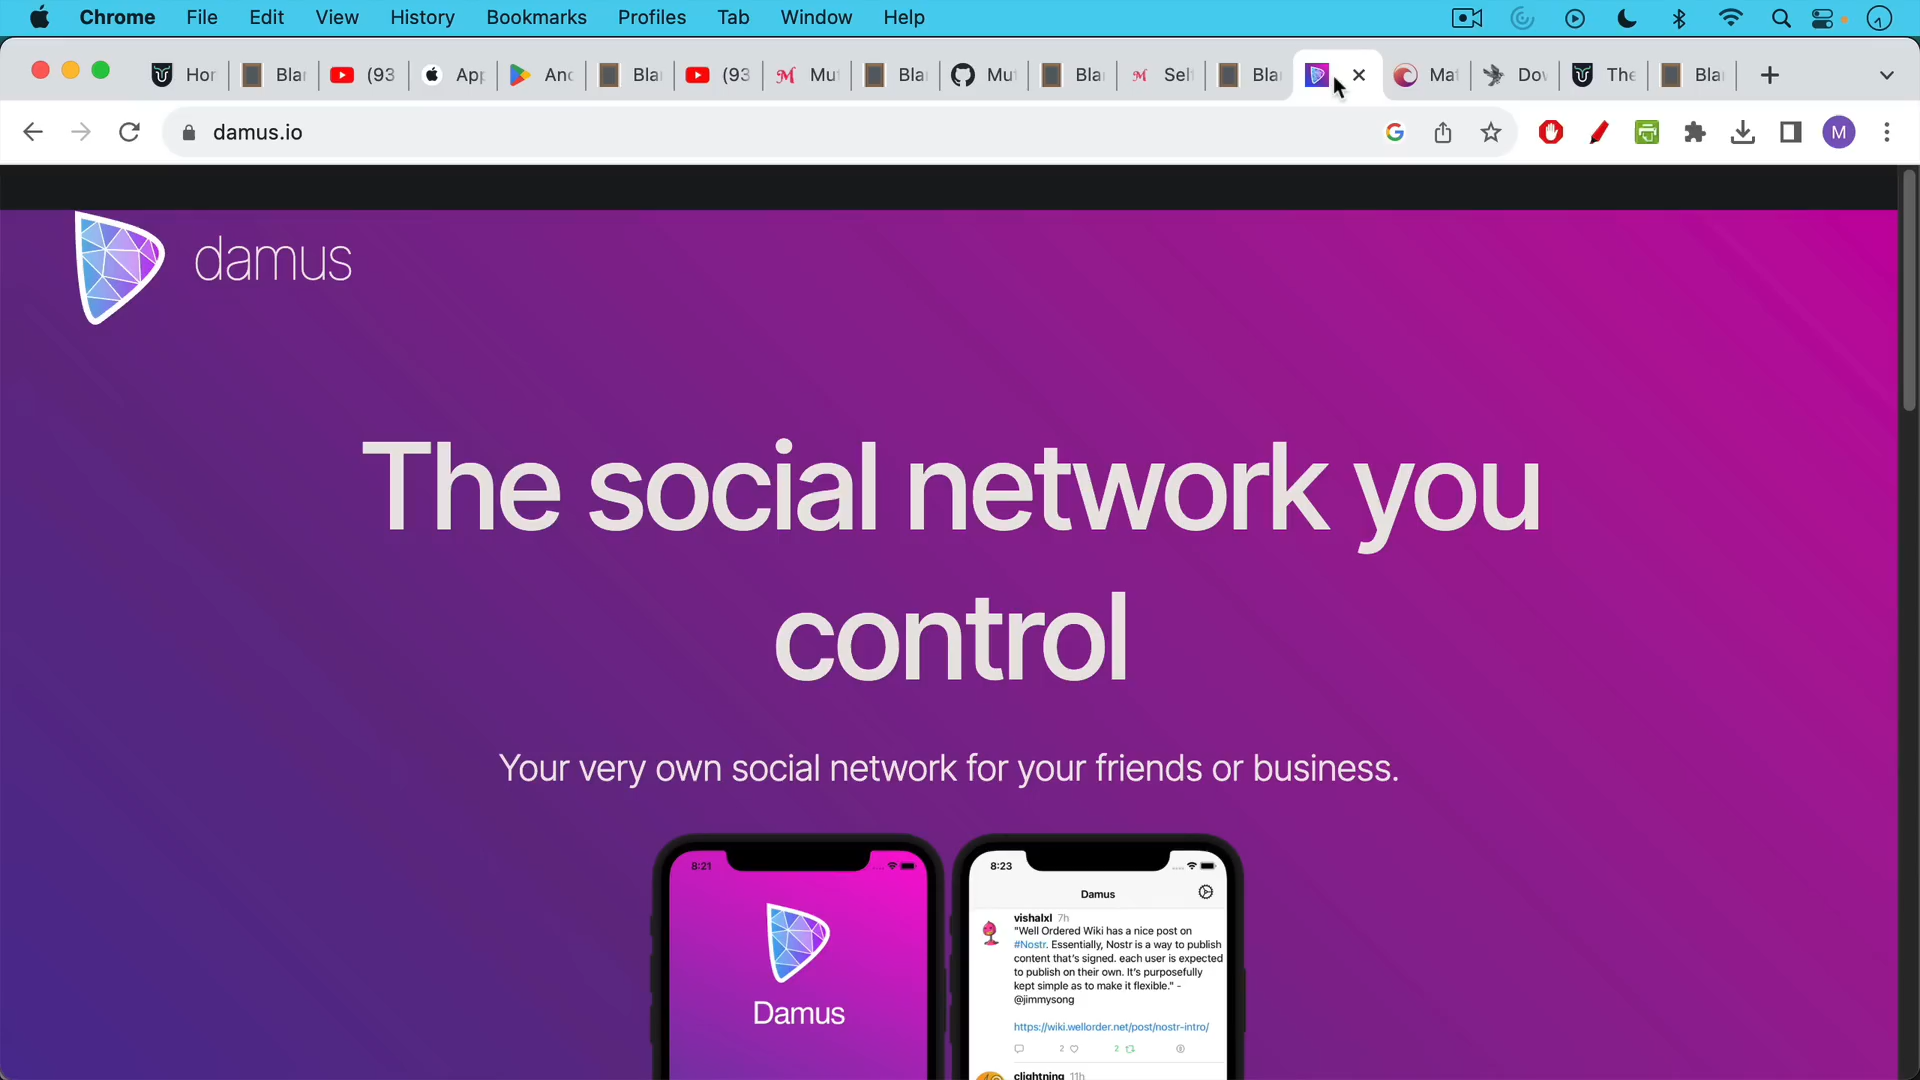 Chrome File Edit View History Bookmarks Profiles Tab Window Help
Hor Blar (93 App And Bla (93 Mu Bla Mu Bla Self Bla Mat Dow The Bla
damus.io
M
damus
The social network you
control
Your very own social network for your friends or business.
8:21
Damus
8:23
Damus
vishalxl 7h
"Well Ordered Wiki has a nice post on
#Nostr. Essentially, Nostr is a way to publish
content that's signed. each user is expected
to publish on their own. It's purposefully
kept simple as to make it flexible." -
@jimmysong
https://wiki.wellorder.net/post/nostr-intro/
2 2
clightning 11h